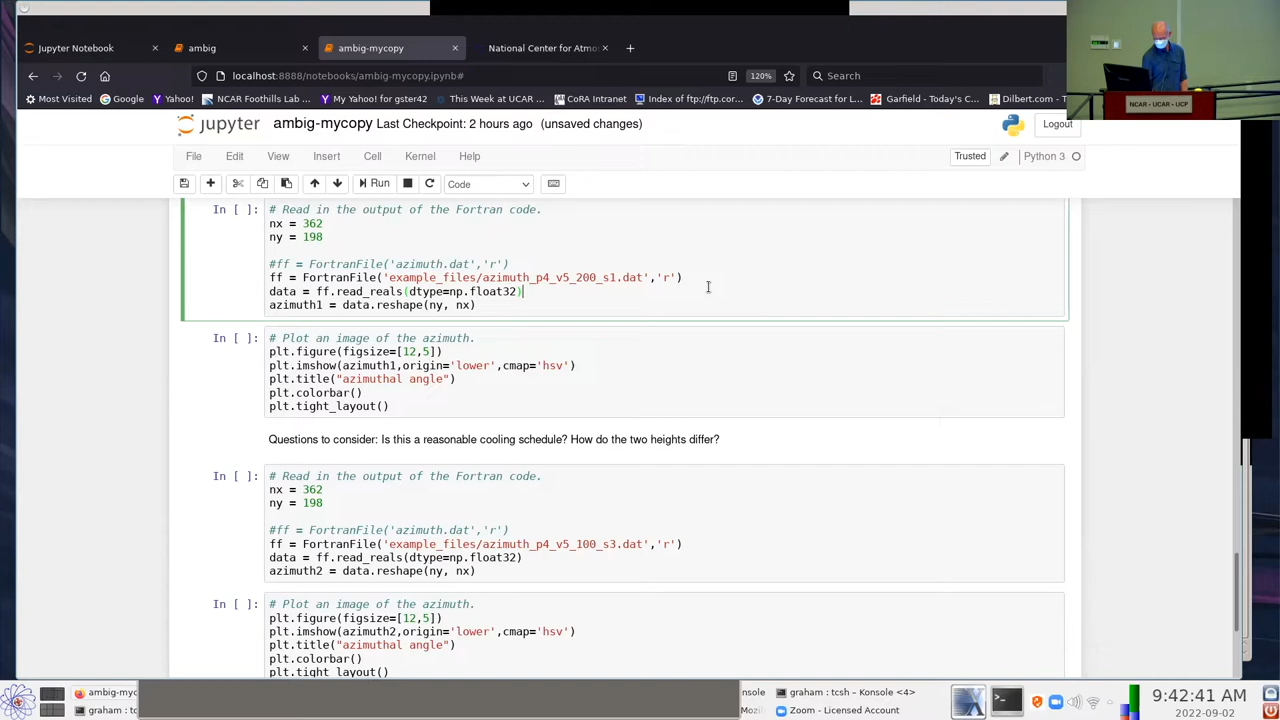 Jupyter Notebook
ambig
ambig-mycopy
National Center for Atmo
localhost:8888/notebooks/ambig-mycopy.ipynb#
120%
Search
Most Visited
Google
Yahoo!
NCAR Foothills Lab ...
My Yahoo! for gster42
This Week at UCAR ...
CoRA Intranet
Index of ftp://ftp.cor...
7-Day Forecast for L...
Garfield - Today's C...
Dilbert.com - T
NCAR • UCAR • UCP
jupyter ambig-mycopy Last Checkpoint: 2 hours ago (unsaved changes)
Logout
File Edit View Insert Cell Kernel Help
Trusted
Python 3
Run
Code
In [ ]: # Read in the output of the Fortran code.
nx = 362
ny = 198
#ff = FortranFile('azimuth.dat','r')
ff = FortranFile('example_files/azimuth_p4_v5_200_s1.dat','r')
data = ff.read_reals(dtype=np.float32)
azimuth1 = data.reshape(ny, nx)
In [ ]: # Plot an image of the azimuth.
plt.figure(figsize=[12,5])
plt.imshow(azimuth1,origin='lower',cmap='hsv')
plt.title("azimuthal angle")
plt.colorbar()
plt.tight_layout()
Questions to consider: Is this a reasonable cooling schedule? How do the two heights differ?
In [ ]: # Read in the output of the Fortran code.
nx = 362
ny = 198
#ff = FortranFile('azimuth.dat','r')
ff = FortranFile('example_files/azimuth_p4_v5_100_s3.dat','r')
data = ff.read_reals(dtype=np.float32)
azimuth2 = data.reshape(ny, nx)
In [ ]: # Plot an image of the azimuth.
plt.figure(figsize=[12,5])
plt.imshow(azimuth2,origin='lower',cmap='hsv')
plt.title("azimuthal angle")
plt.colorbar()
plt.tight_layout()
ambig-myc
nsole
graham : tcsh – Konsole <4>
graham : tc
Mozil
Zoom - Licensed Account
9:42:41 AM
2022-09-02